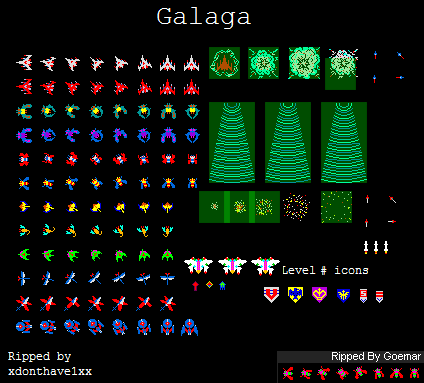 Galaga
Level # icons
Ripped by
xdonthave1xx
Ripped By Goemar